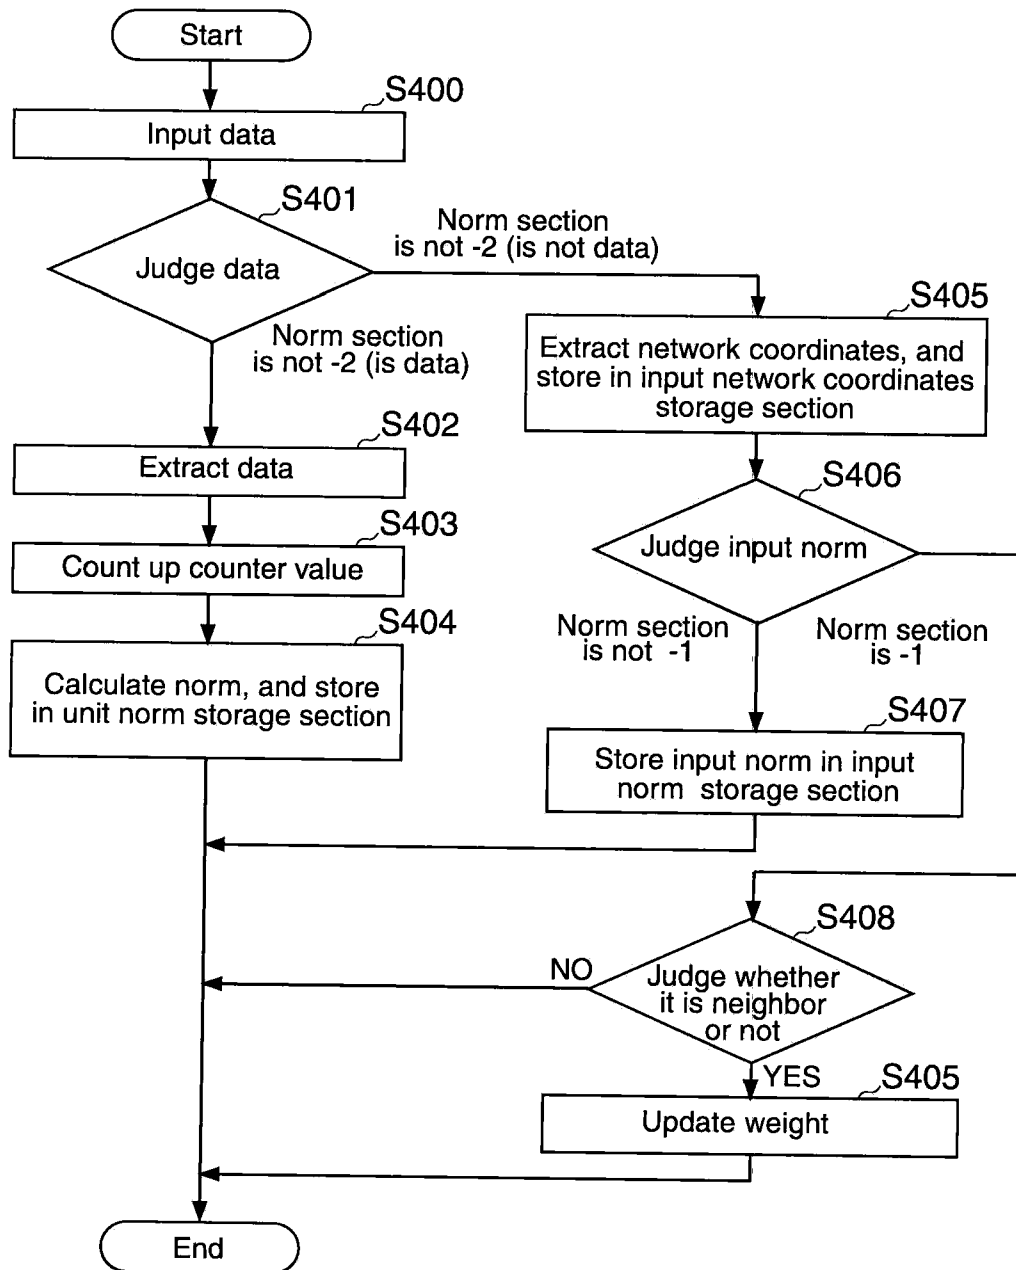 Start
S400
Input data
S401
Judge data
Norm section
is not -2 (is not data)
Norm section
is not -2 (is data)
S402
Extract data
S403
Count up counter value
S404
Calculate norm, and store
in unit norm storage section
S405
Extract network coordinates, and
store in input network coordinates
storage section
S406
Judge input norm
Norm section
is not -1
Norm section
is -1
S407
Store input norm in input
norm storage section
S408
Judge whether
it is neighbor
or not
NO
YES
S405
Update weight
End